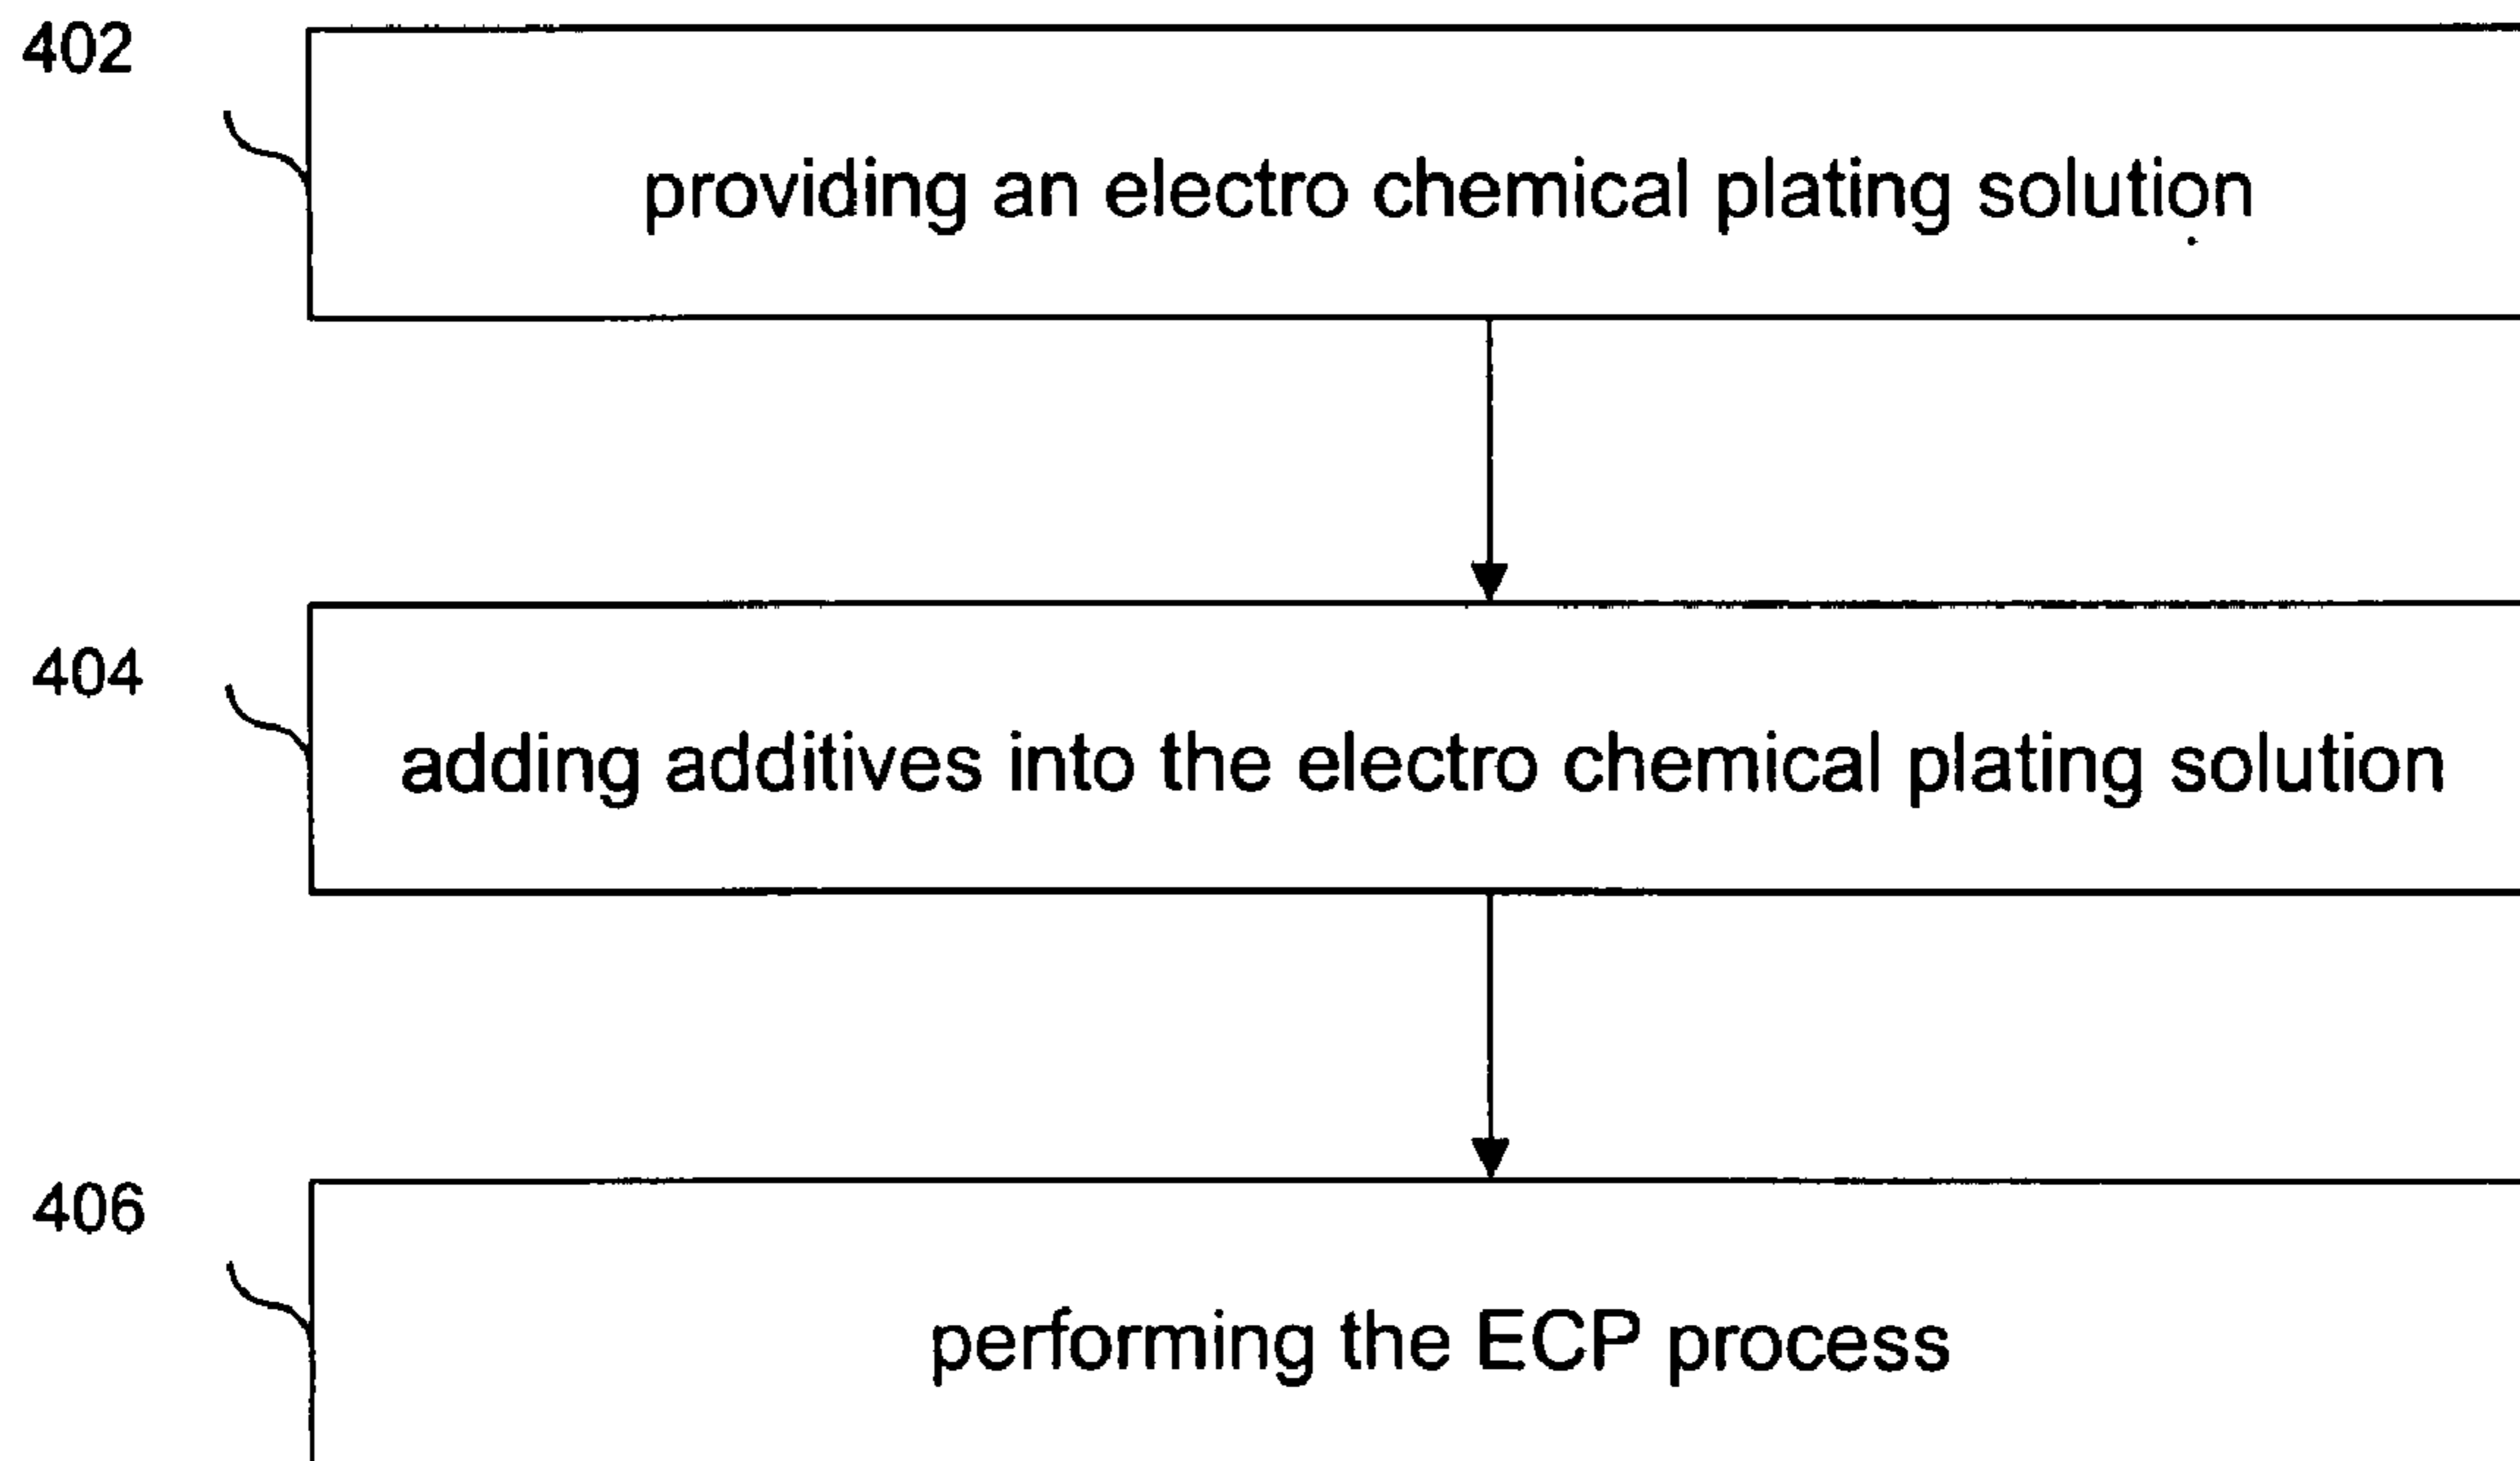 402
providing an electro chemical plating solution
404
adding additives into the electro chemical plating solution
406
performing the ECP process